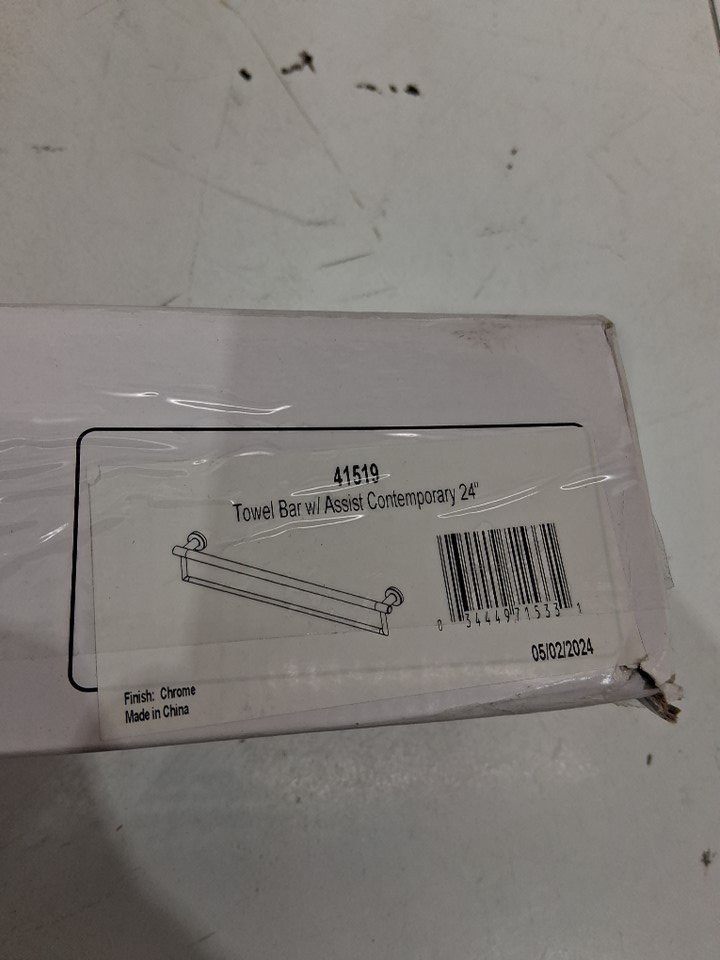 41519
Towel Bar w/ Assist Contemporary 24"
0 34449 71533 1
05/02/2024
Finish: Chrome
Made in China